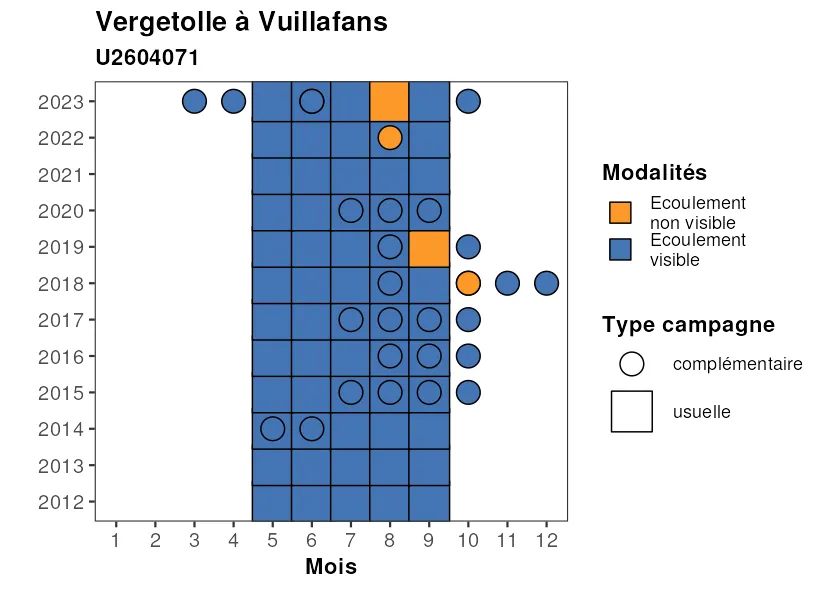 Vergetolle à Vuillafans
U2604071
2023
2022
2021
2020
2019
2018
2017
2016
2015
2014
2013
2012
1 2 3 4 5 6 7 8 9 10 11 12
Mois
Modalités
Ecoulement
non visible
Ecoulement
visible
Type campagne
complémentaire
usuelle